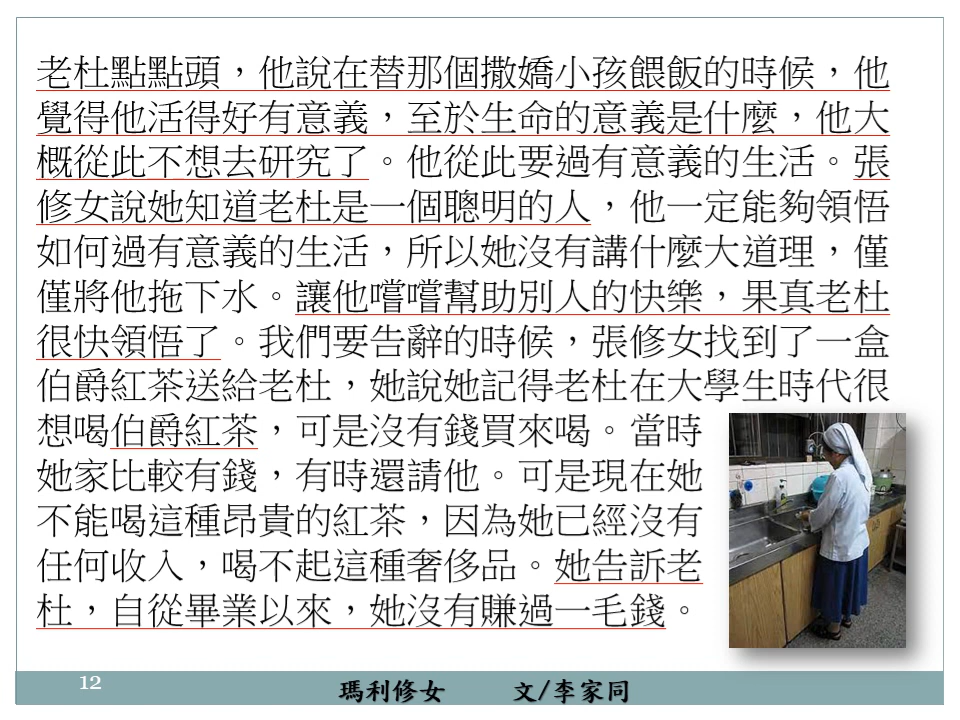 老杜點點頭，他說在替那個撒嬌小孩餵飯的時候，他
覺得他活得好有意義，至於生命的意義是什麼，他大
概從此不想去研究了。他從此要過有意義的生活。張
修女說她知道老杜是一個聰明的人，他一定能夠領悟
如何過有意義的生活，所以她沒有講什麼大道理，僅
僅將他拖下水。讓他嚐嚐幫助別人的快樂，果真老杜
很快領悟了。我們要告辭的時候，張修女找到了一盒
伯爵紅茶送給老杜，她說她記得老杜在大學生時代很
想喝伯爵紅茶，可是沒有錢買來喝。當時
她家比較有錢，有時還請他。可是現在她
不能喝這種昂貴的紅茶，因為她已經沒有
任何收入，喝不起這種奢侈品。她告訴老
杜，自從畢業以來，她沒有賺過一毛錢。
12
瑪利修女 文/李家同